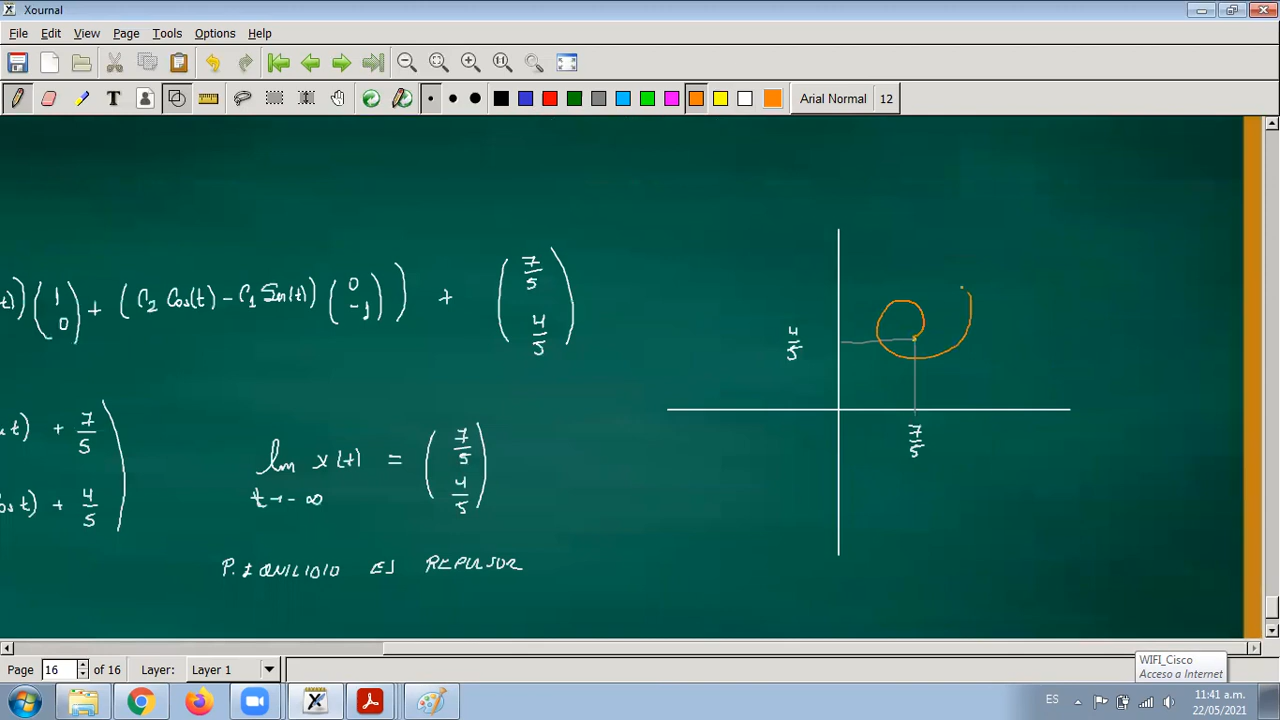 Xournal
File Edit View Page Tools Options Help
Arial Normal 12
t)) (1 0) + (C2 Cos(t) - C1 Sen(t)) (0 -1)) + (7/5 4/5)
t) + 7/5
os t) + 4/5
lim x(t) = (7/5 4/5)
t→-∞
ES REPULSOR
4/5
7/5
Page 16 of 16 Layer: Layer 1
WIFI_Cisco
Acceso a Internet
ES 11:41 a.m.
22/05/2021